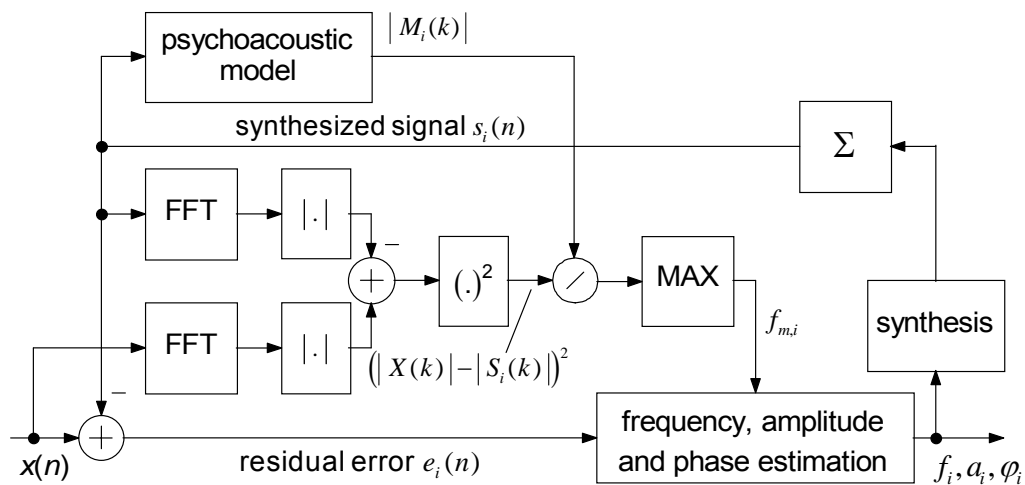 psychoacoustic
model
|M_i(k)|
synthesized signal s_i(n)
Σ
FFT
|.|
−
+
(.)²
/
MAX
synthesis
FFT
|.|
(|X(k)|−|S_i(k)|)²
f_{m,i}
−
+
x(n)
residual error e_i(n)
frequency, amplitude
and phase estimation
f_i, a_i, φ_i